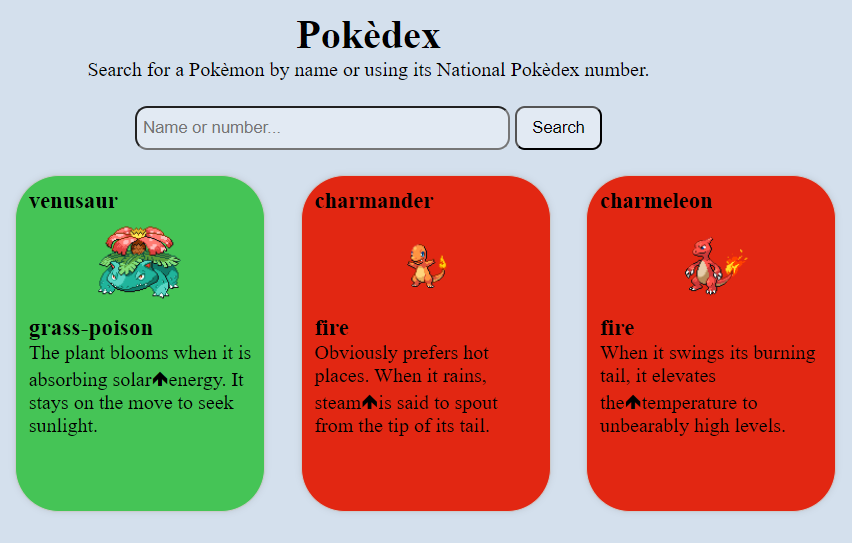 Pokèdex
Search for a Pokèmon by name or using its National Pokèdex number.
Name or number...
Search
venusaur
grass-poison
The plant blooms when it is
absorbing solar🡅energy. It
stays on the move to seek
sunlight.
charmander
fire
Obviously prefers hot
places. When it rains,
steam🡅is said to spout
from the tip of its tail.
charmeleon
fire
When it swings its burning
tail, it elevates
the🡅temperature to
unbearably high levels.